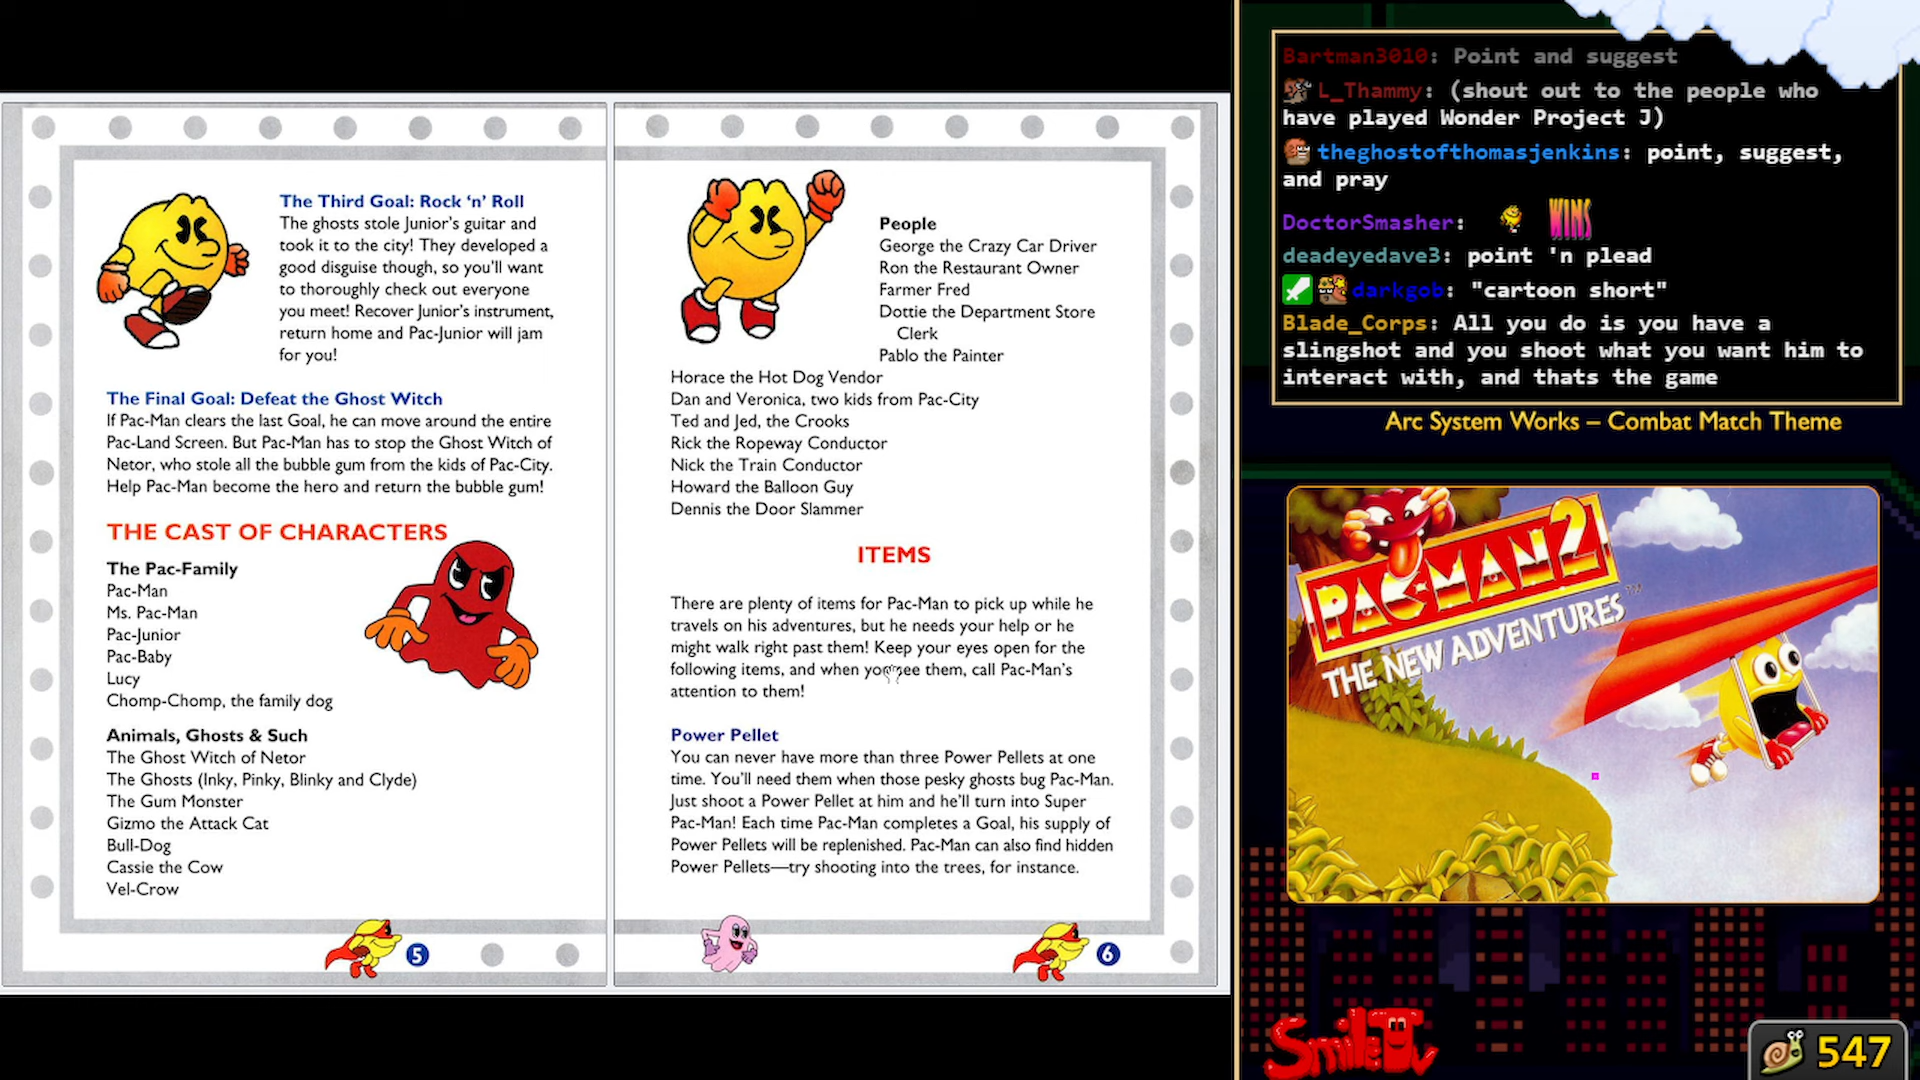 The Third Goal: Rock ‘n’ Roll
The ghosts stole Junior’s guitar and
took it to the city! They developed a
good disguise though, so you’ll want
to thoroughly check out everyone
you meet! Recover Junior’s instrument,
return home and Pac-Junior will jam
for you!
The Final Goal: Defeat the Ghost Witch
If Pac-Man clears the last Goal, he can move around the entire
Pac-Land Screen. But Pac-Man has to stop the Ghost Witch of
Netor, who stole all the bubble gum from the kids of Pac-City.
Help Pac-Man become the hero and return the bubble gum!
THE CAST OF CHARACTERS
The Pac-Family
Pac-Man
Ms. Pac-Man
Pac-Junior
Pac-Baby
Lucy
Chomp-Chomp, the family dog
Animals, Ghosts & Such
The Ghost Witch of Netor
The Ghosts (Inky, Pinky, Blinky and Clyde)
The Gum Monster
Gizmo the Attack Cat
Bull-Dog
Cassie the Cow
Vel-Crow
5
People
George the Crazy Car Driver
Ron the Restaurant Owner
Farmer Fred
Dottie the Department Store
Clerk
Pablo the Painter
Horace the Hot Dog Vendor
Dan and Veronica, two kids from Pac-City
Ted and Jed, the Crooks
Rick the Ropeway Conductor
Nick the Train Conductor
Howard the Balloon Guy
Dennis the Door Slammer
ITEMS
There are plenty of items for Pac-Man to pick up while he
travels on his adventures, but he needs your help or he
might walk right past them! Keep your eyes open for the
following items, and when you see them, call Pac-Man’s
attention to them!
Power Pellet
You can never have more than three Power Pellets at one
time. You’ll need them when those pesky ghosts bug Pac-Man.
Just shoot a Power Pellet at him and he’ll turn into Super
Pac-Man! Each time Pac-Man completes a Goal, his supply of
Power Pellets will be replenished. Pac-Man can also find hidden
Power Pellets—try shooting into the trees, for instance.
6
Bartman3010: Point and suggest
L_Thammy: (shout out to the people who
have played Wonder Project J)
theghostofthomasjenkins: point, suggest,
and pray
DoctorSmasher: WINS
deadeyedave3: point 'n plead
darkgob: "cartoon short"
Blade_Corps: All you do is you have a
slingshot and you shoot what you want him to
interact with, and thats the game
Arc System Works – Combat Match Theme
PAC-MAN 2
THE NEW ADVENTURES
TM
SmileTv
547